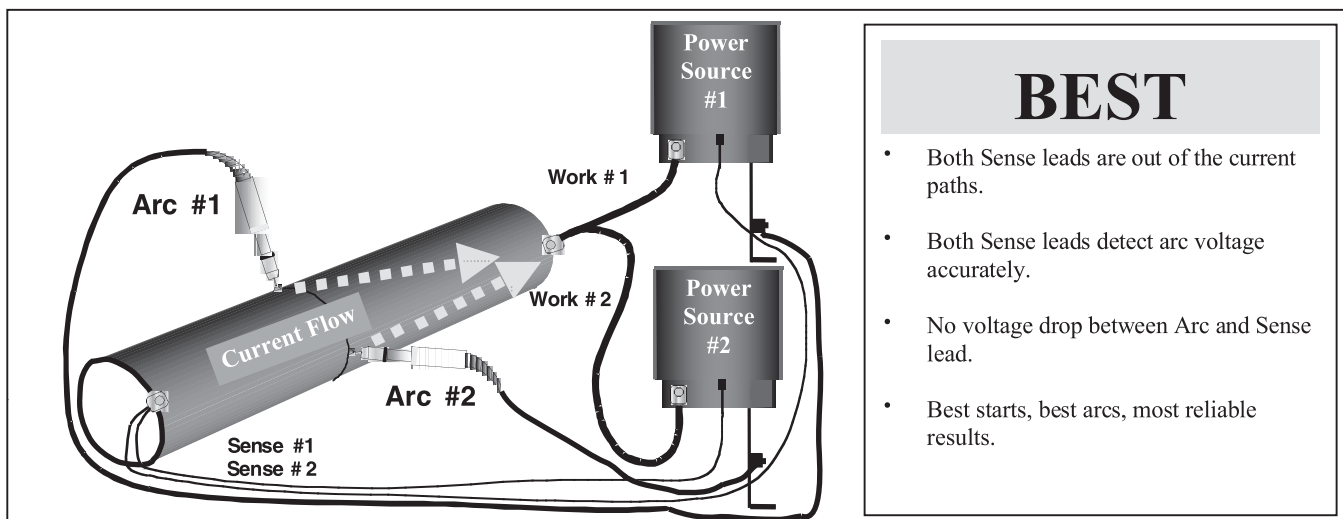 Power
Source
#1
Work # 1
Arc #1
Work # 2
Power
Source
#2
Current Flow
Arc #2
Sense #1
Sense # 2
BEST
• Both Sense leads are out of the current
paths.
• Both Sense leads detect arc voltage
accurately.
• No voltage drop between Arc and Sense
lead.
• Best starts, best arcs, most reliable
results.